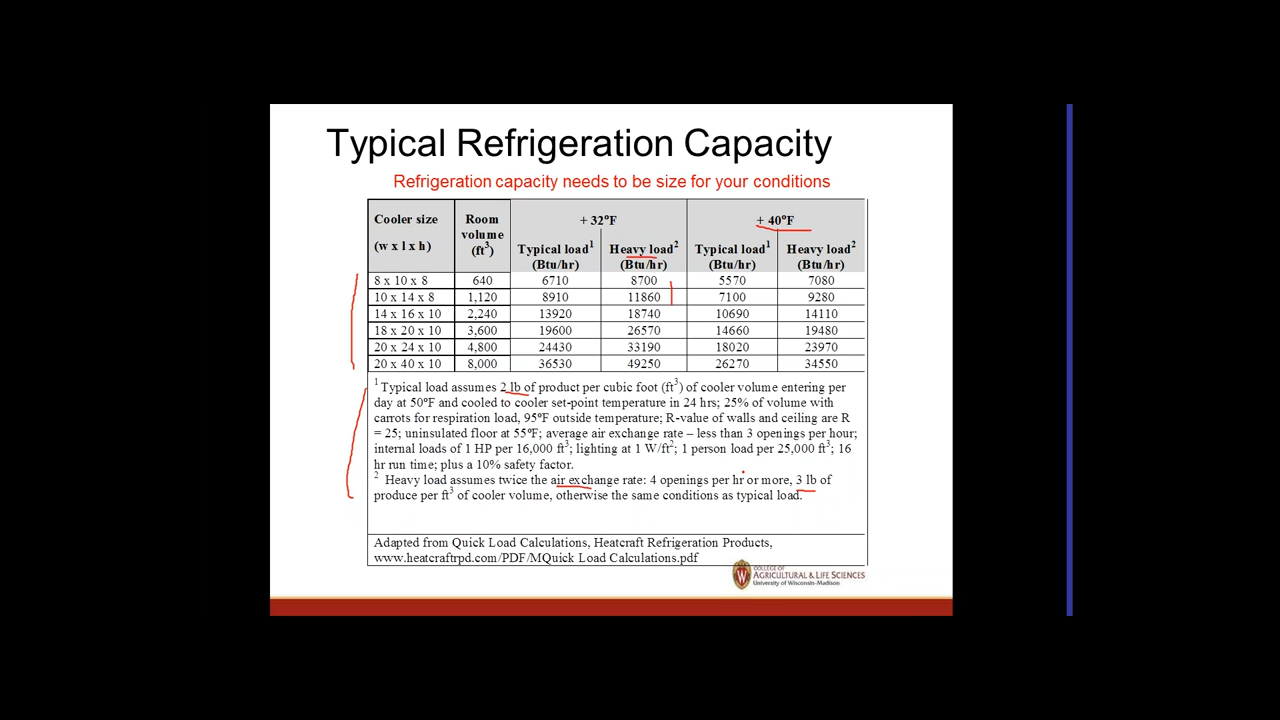 Typical Refrigeration Capacity
Refrigeration capacity needs to be size for your conditions
Cooler size (w x l x h) Room volume (ft3) + 32ºF + 40ºF
Typical load1 (Btu/hr) Heavy load2 (Btu/hr) Typical load1 (Btu/hr) Heavy load2 (Btu/hr)
8 x 10 x 8 640 6710 8700 5570 7080
10 x 14 x 8 1,120 8910 11860 7100 9280
14 x 16 x 10 2,240 13920 18740 10690 14110
18 x 20 x 10 3,600 19600 26570 14660 19480
20 x 24 x 10 4,800 24430 33190 18020 23970
20 x 40 x 10 8,000 36530 49250 26270 34550
1 Typical load assumes 2 lb of product per cubic foot (ft3) of cooler volume entering per
day at 50ºF and cooled to cooler set-point temperature in 24 hrs; 25% of volume with
carrots for respiration load, 95ºF outside temperature; R-value of walls and ceiling are R
= 25; uninsulated floor at 55ºF; average air exchange rate – less than 3 openings per hour;
internal loads of 1 HP per 16,000 ft3; lighting at 1 W/ft2; 1 person load per 25,000 ft3; 16
hr run time; plus a 10% safety factor.
2 Heavy load assumes twice the air exchange rate: 4 openings per hr or more, 3 lb of
produce per ft3 of cooler volume, otherwise the same conditions as typical load.
Adapted from Quick Load Calculations, Heatcraft Refrigeration Products,
www.heatcraftrpd.com/PDF/MQuick Load Calculations.pdf
COLLEGE OF
AGRICULTURAL & LIFE SCIENCES
University of Wisconsin-Madison